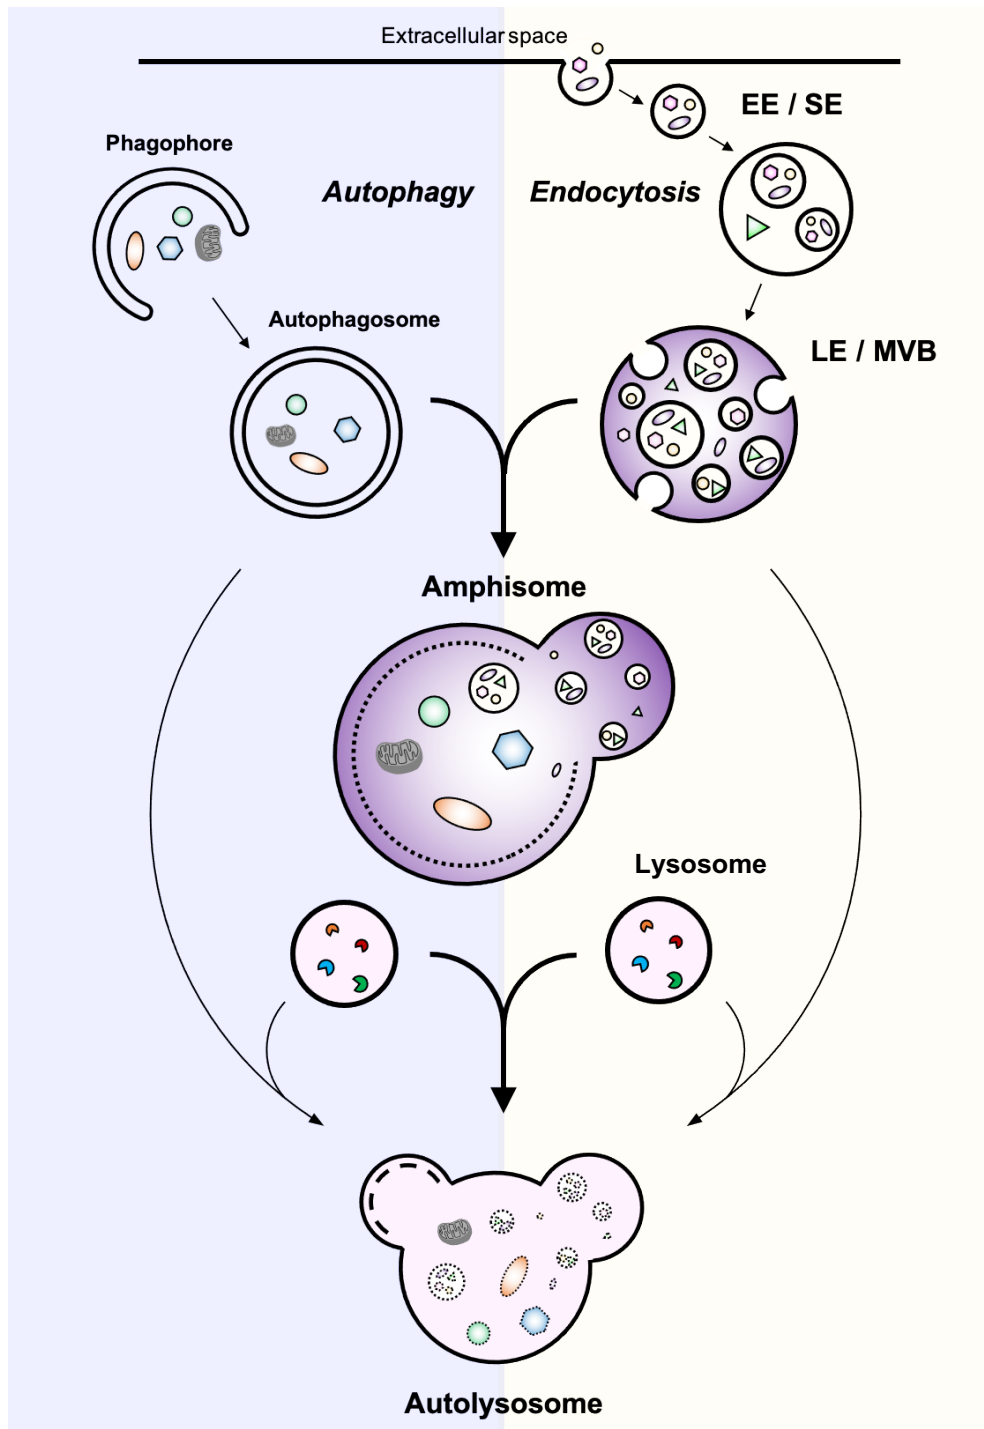 Extracellular space
EE / SE
Phagophore
Autophagy
Endocytosis
Autophagosome
LE / MVB
Amphisome
Lysosome
Autolysosome